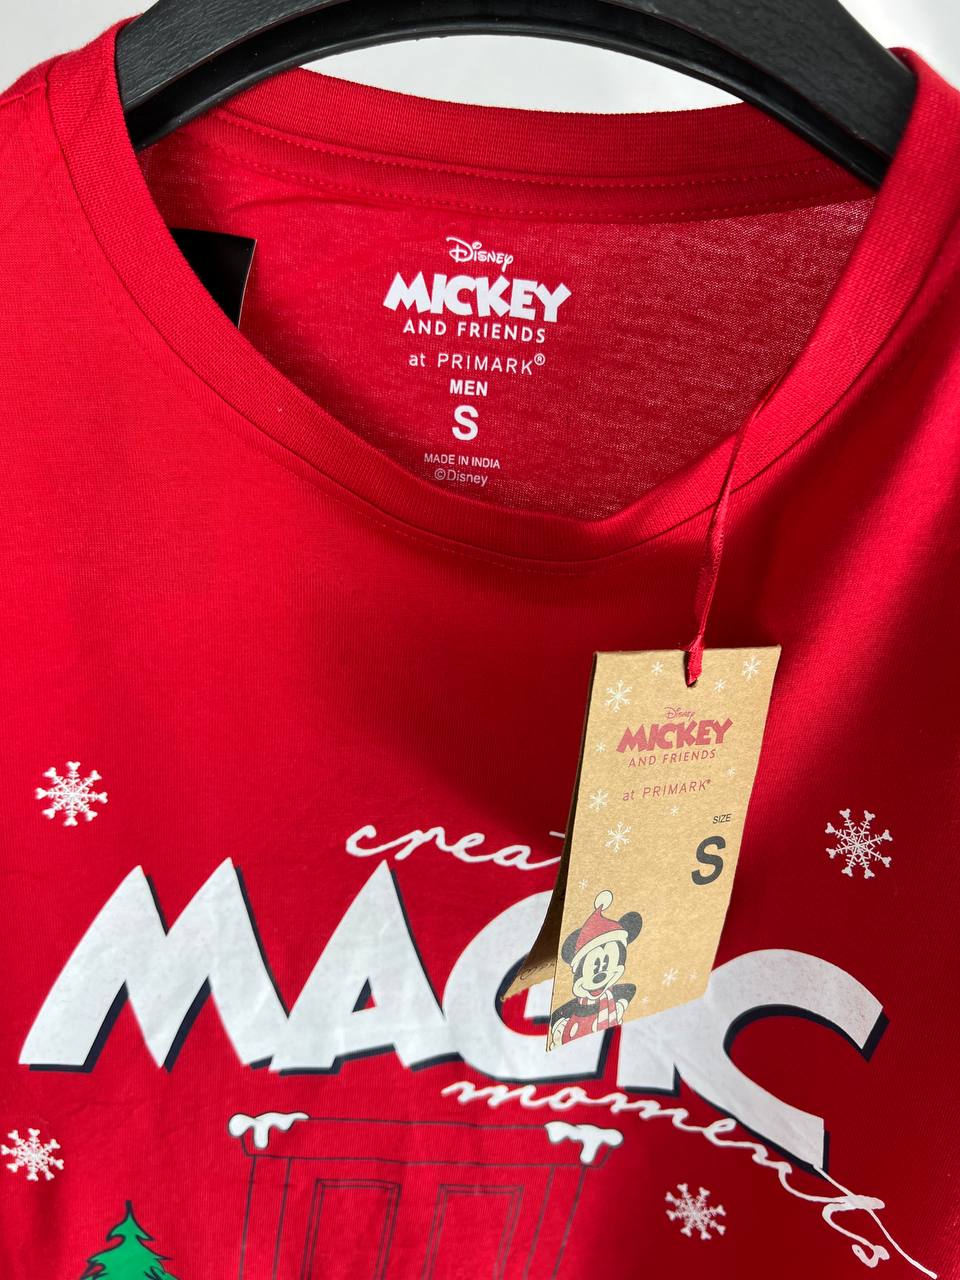 Disney
MICKEY
AND FRIENDS
at PRIMARK®
MEN
S
MADE IN INDIA
©Disney
Disney
MICKEY
AND FRIENDS
at PRIMARK®
SIZE
S
MAGIC
moments